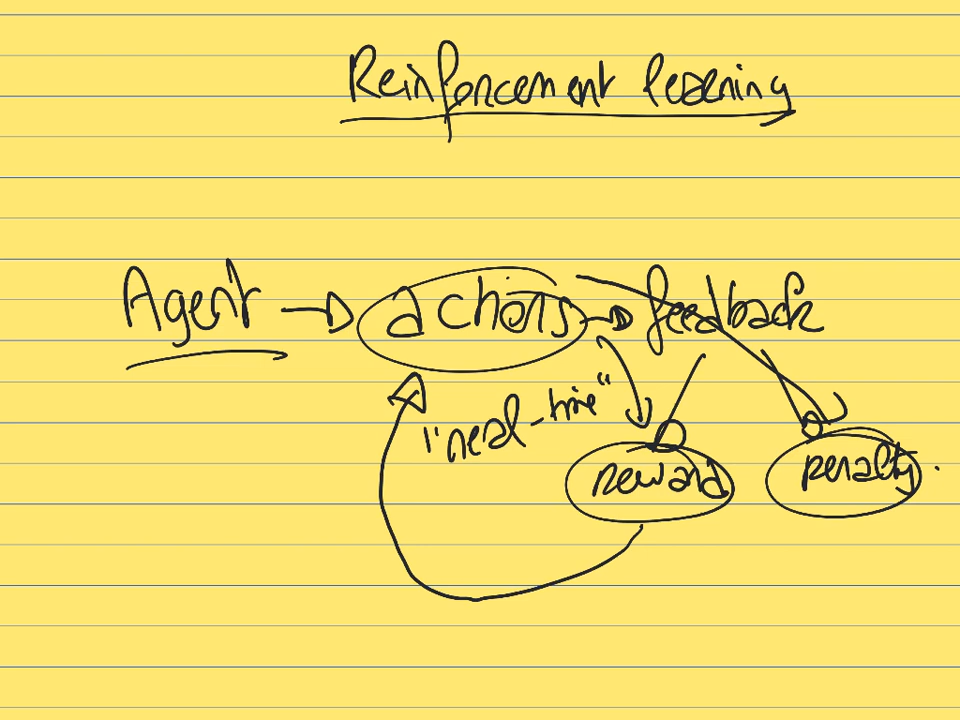 Reinforcement learning
Agent → actions → feedback
"real-time"
reward penalty.